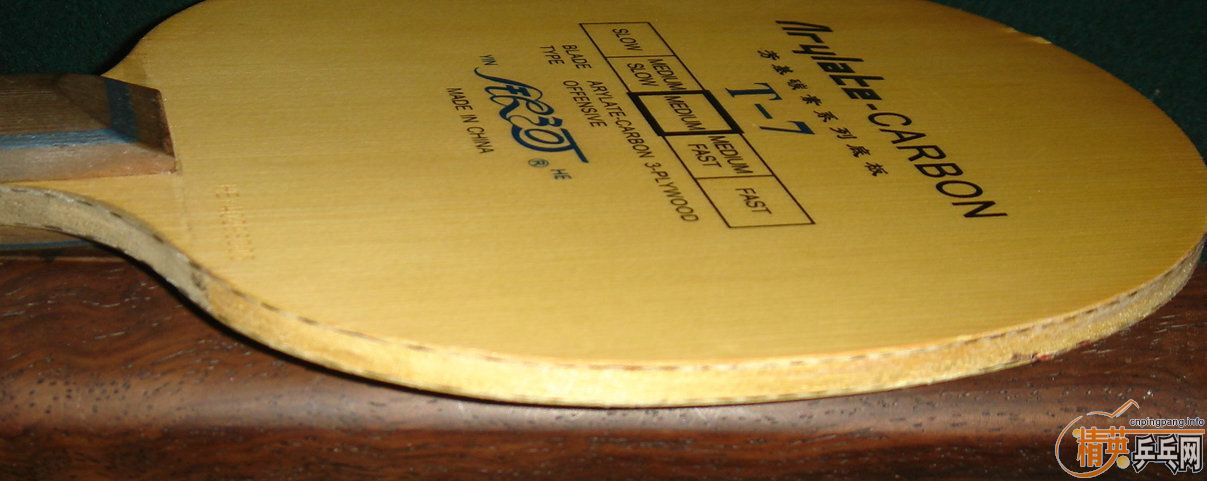 Arylate-CARBON
芳基碳素系列底板
T-7
SLOW
MEDIUM SLOW
MEDIUM
MEDIUM FAST
FAST
BLADE ARYLATE-CARBON 3-PLYWOOD
TYPE OFFENSIVE
YIN
HE
®
MADE IN CHINA
cnpingpang.info
精英乒乓网